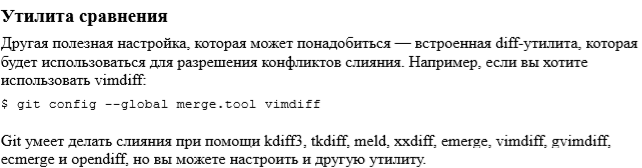 Утилита сравнения
Другая полезная настройка, которая может понадобиться — встроенная diff-утилита, которая
будет использоваться для разрешения конфликтов слияния. Например, если вы хотите
использовать vimdiff:
$ git config --global merge.tool vimdiff
Git умеет делать слияния при помощи kdiff3, tkdiff, meld, xxdiff, emerge, vimdiff, gvimdiff,
ecmerge и opendiff, но вы можете настроить и другую утилиту.